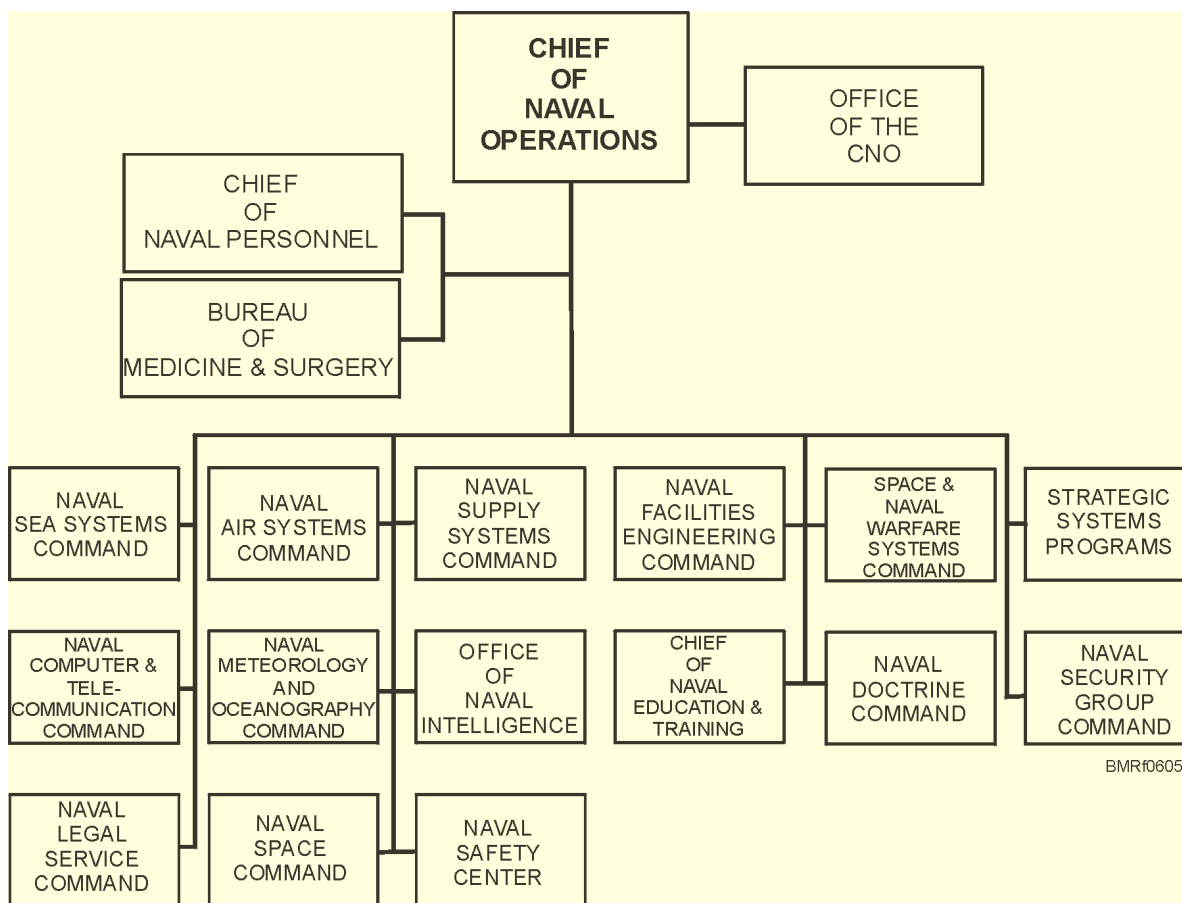 CHIEF
OF
NAVAL
OPERATIONS
OFFICE
OF THE
CNO
CHIEF
OF
NAVAL PERSONNEL
BUREAU
OF
MEDICINE & SURGERY
NAVAL
SEA SYSTEMS
COMMAND
NAVAL
AIR SYSTEMS
COMMAND
NAVAL
SUPPLY
SYSTEMS
COMMAND
NAVAL
FACILITIES
ENGINEERING
COMMAND
SPACE &
NAVAL
WARFARE
SYSTEMS
COMMAND
STRATEGIC
SYSTEMS
PROGRAMS
NAVAL
COMPUTER &
TELE-
COMMUNICATION
COMMAND
NAVAL
METEOROLOGY
AND
OCEANOGRAPHY
COMMAND
OFFICE
OF
NAVAL
INTELLIGENCE
CHIEF
OF
NAVAL
EDUCATION &
TRAINING
NAVAL
DOCTRINE
COMMAND
NAVAL
SECURITY
GROUP
COMMAND
BMRf0605
NAVAL
LEGAL
SERVICE
COMMAND
NAVAL
SPACE
COMMAND
NAVAL
SAFETY
CENTER